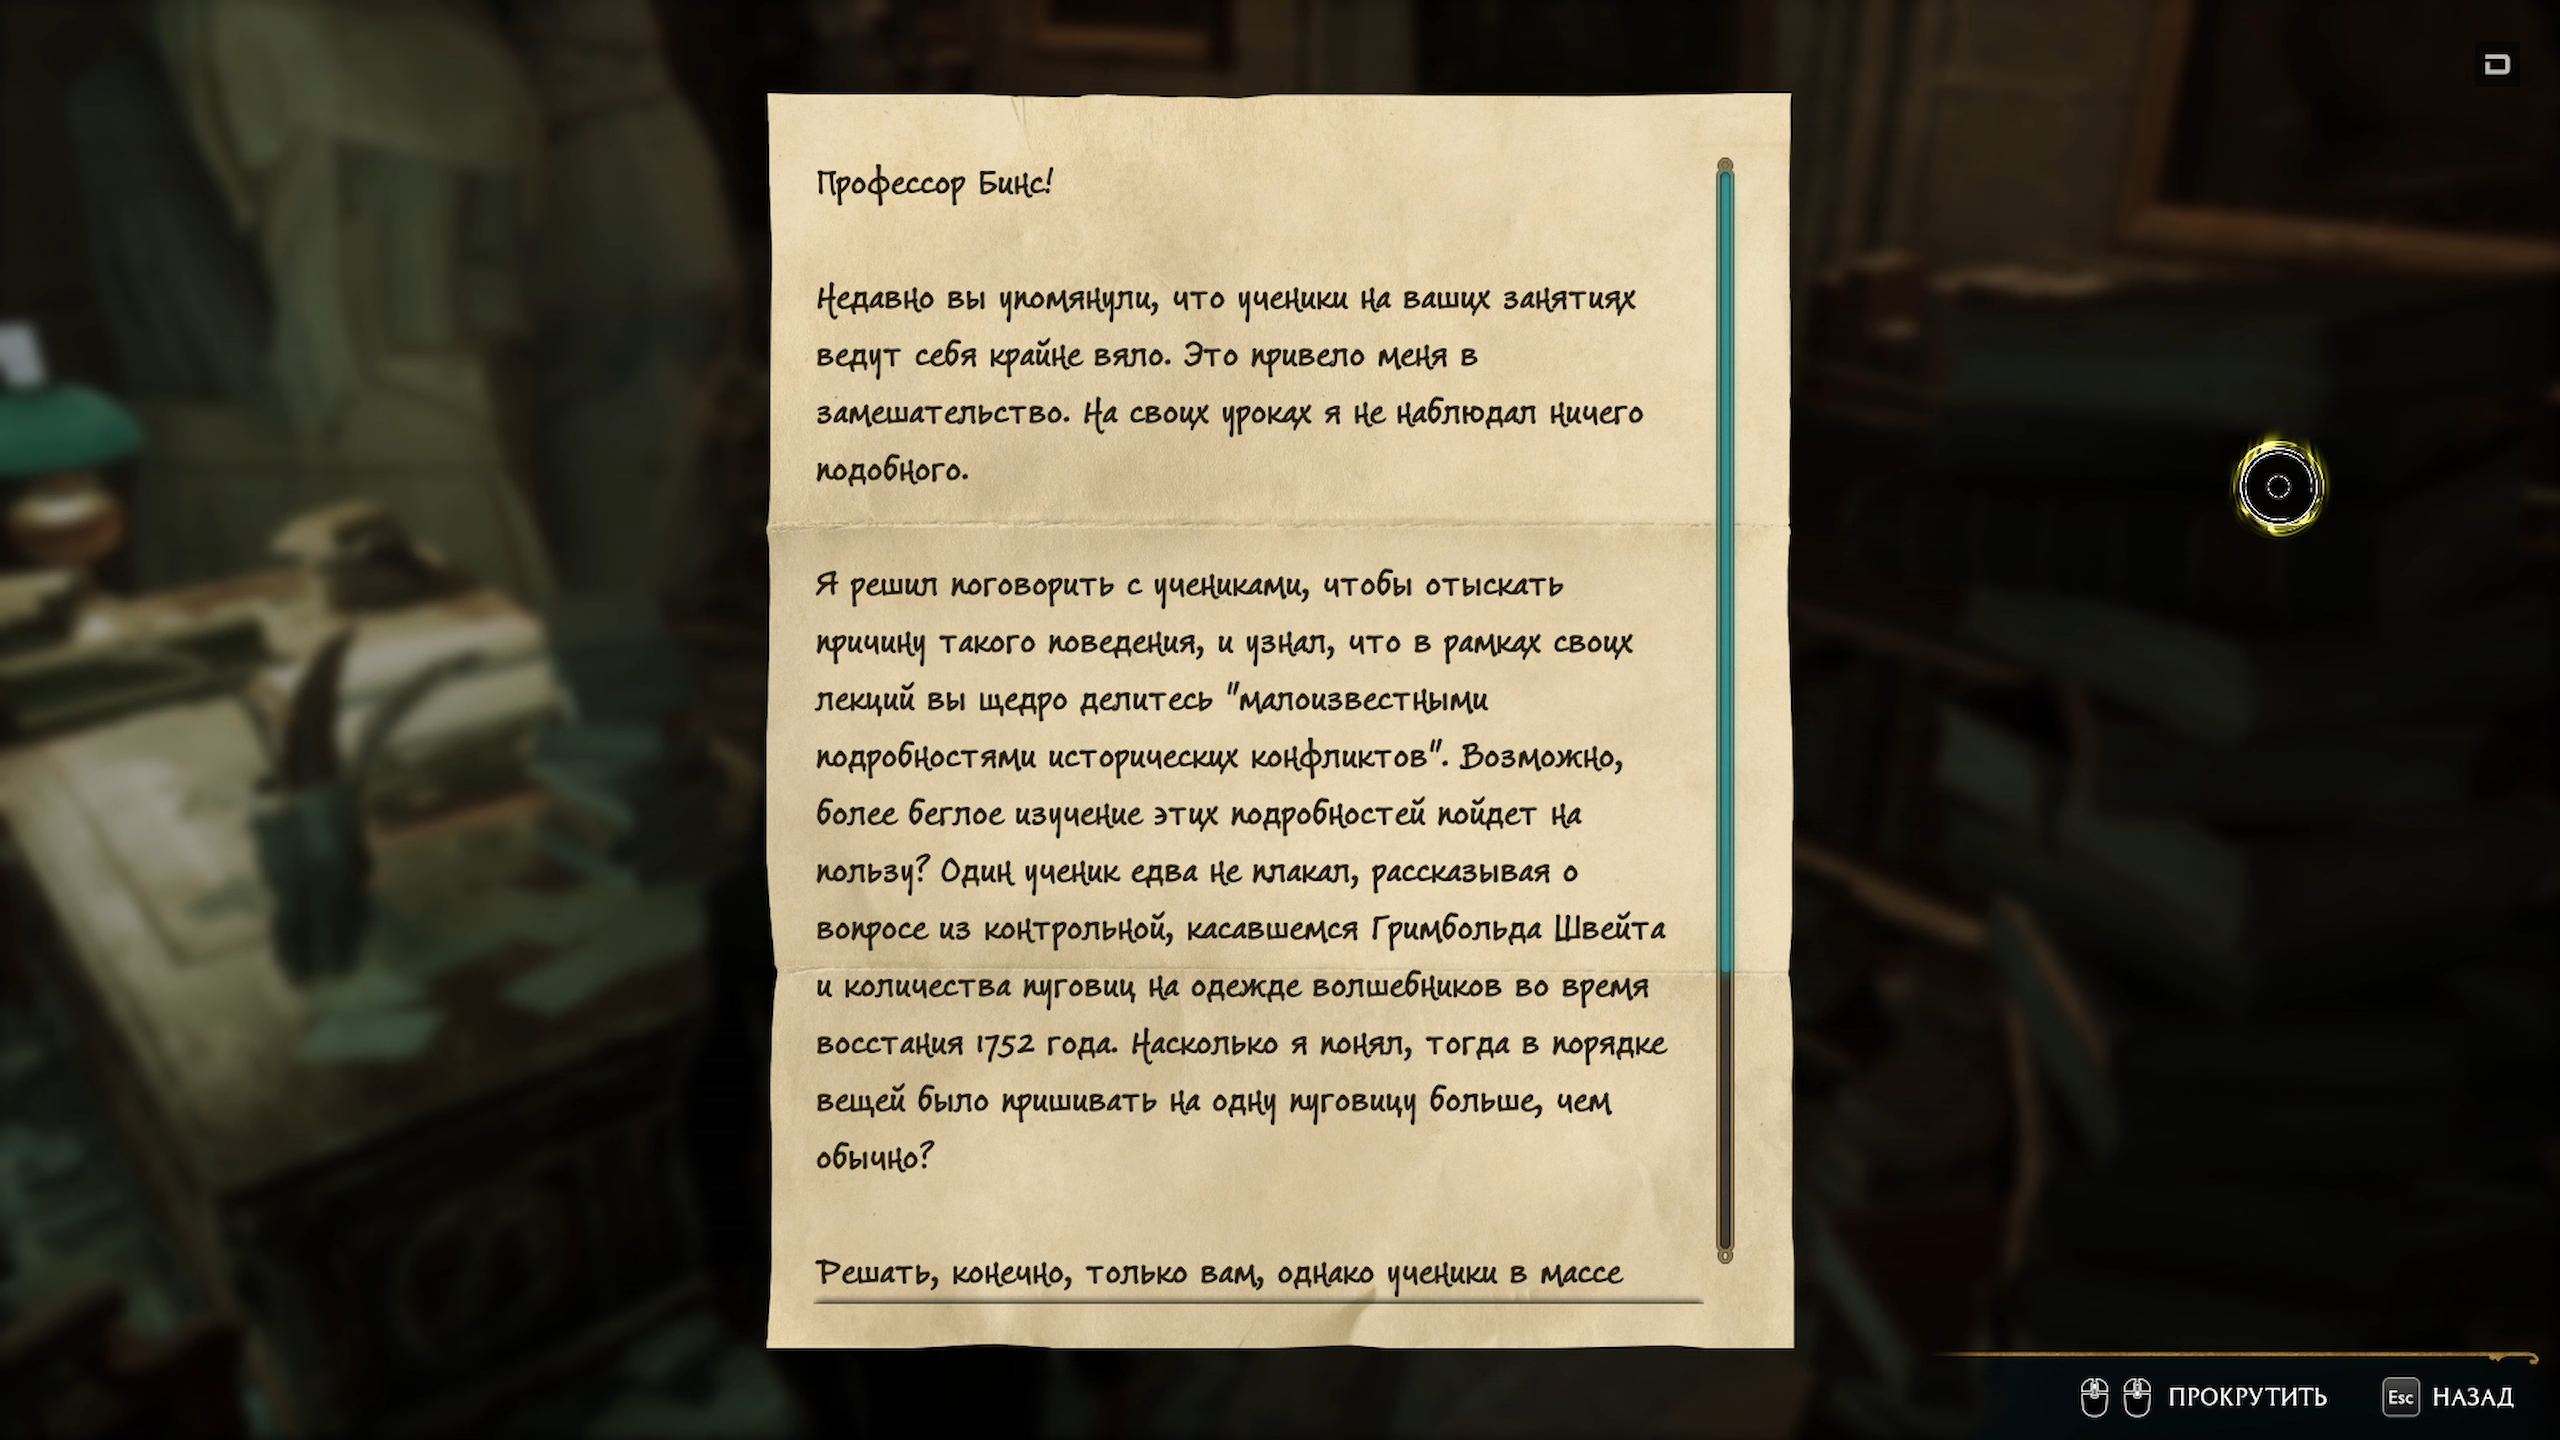 Профессор Бинс!
Недавно вы упомянули, что ученики на ваших занятиях
ведут себя крайне вяло. Это привело меня в
замешательство. На своих уроках я не наблюдал ничего
подобного.
Я решил поговорить с учениками, чтобы отыскать
причину такого поведения, и узнал, что в рамках своих
лекций вы щедро делитесь "малоизвестными
подробностями исторических конфликтов". Возможно,
более беглое изучение этих подробностей пойдет на
пользу? Один ученик едва не плакал, рассказывая о
вопросе из контрольной, касавшемся Гримбольда Швейта
и количества пуговиц на одежде волшебников во время
восстания 1752 года. Насколько я понял, тогда в порядке
вещей было пришивать на одну пуговицу больше, чем
обычно?
Решать, конечно, только вам, однако ученики в массе
ПРОКРУТИТЬ
Esc НАЗАД